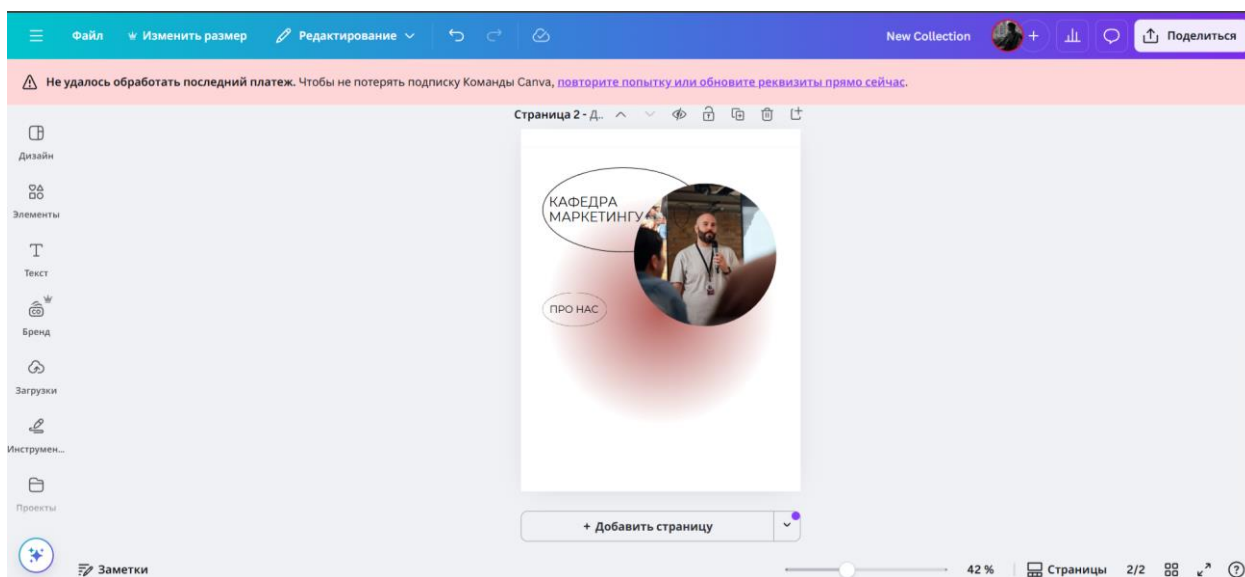 Файл
Изменить размер
Редактирование
New Collection
Поделиться
Не удалось обработать последний платеж. Чтобы не потерять подписку Команды Canva, повторите попытку или обновите реквизиты прямо сейчас.
Страница 2 - Д..
Дизайн
Элементы
Текст
Бренд
Загрузки
Инструмен...
Проекты
КАФЕДРА
МАРКЕТИНГУ
ПРО НАС
+ Добавить страницу
Заметки
42 %
Страницы
2/2